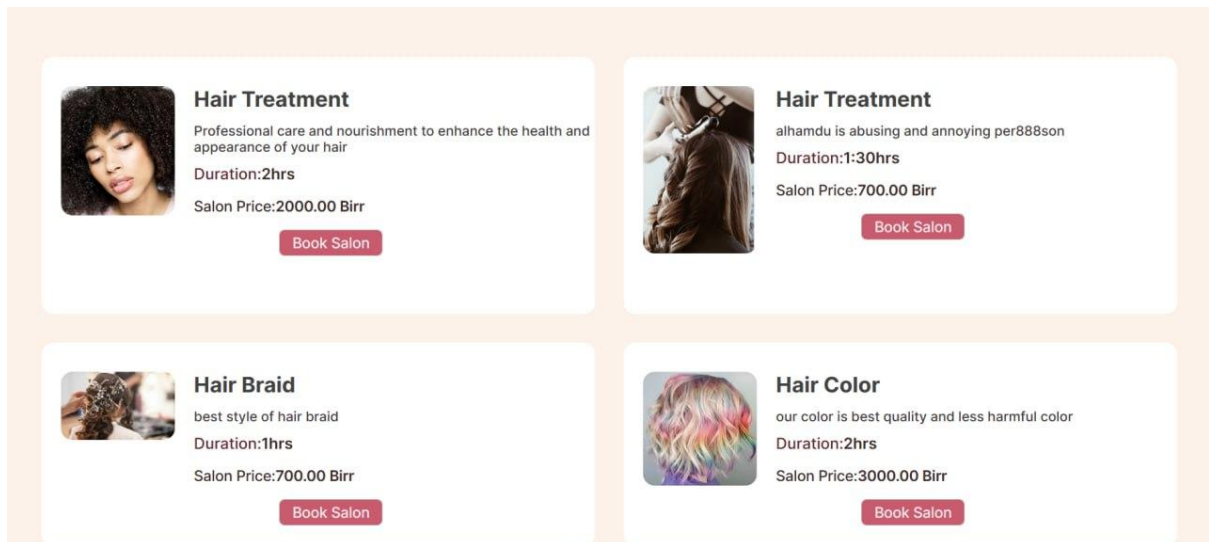 Hair Treatment
Professional care and nourishment to enhance the health and
appearance of your hair
Duration:2hrs
Salon Price:2000.00 Birr
Book Salon
Hair Treatment
alhamdu is abusing and annoying per888son
Duration:1:30hrs
Salon Price:700.00 Birr
Book Salon
Hair Braid
best style of hair braid
Duration:1hrs
Salon Price:700.00 Birr
Book Salon
Hair Color
our color is best quality and less harmful color
Duration:2hrs
Salon Price:3000.00 Birr
Book Salon